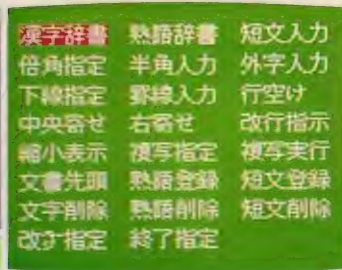 漢字辞書 熟語辞書 短文入力
倍角指定 半角入力 外字入力
下線指定 罫線入力 行空け
中央寄せ 右寄せ 改行指示
縮小表示 複写指定 複写実行
文書先頭 熟語登録 短文登録
文字削除 熟語削除 短文削除
改行指定 終了指定